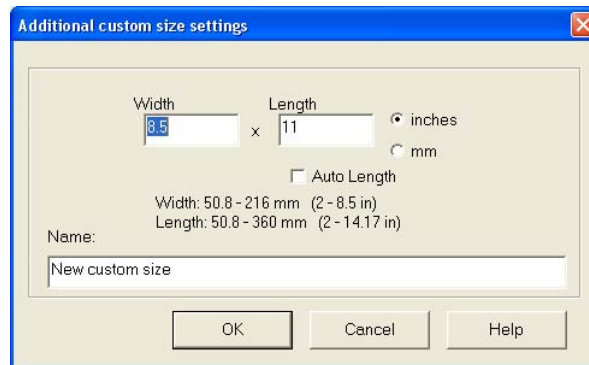 Additional custom size settings
Width Length
8.5 x 11 inches
mm
Auto Length
Width: 50.8 - 216 mm (2 - 8.5 in)
Length: 50.8 - 360 mm (2 - 14.17 in)
Name:
New custom size
OK Cancel Help